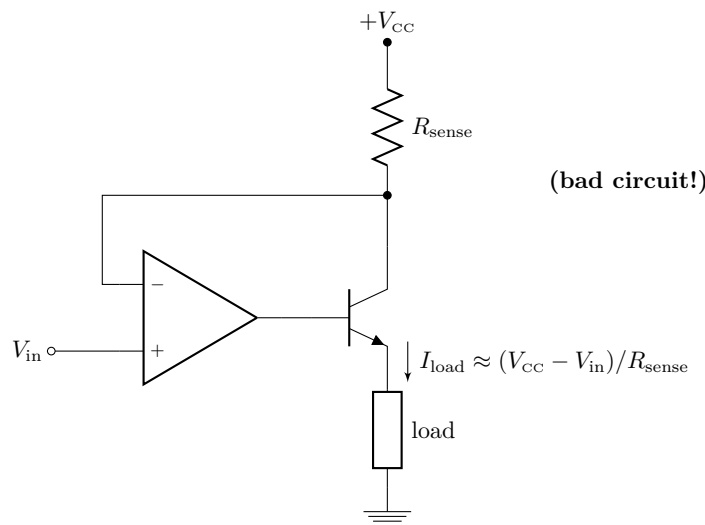 +V_CC
R_sense
(bad circuit!)
−
V_in
+
I_load ≈ (V_CC − V_in)/R_sense
load